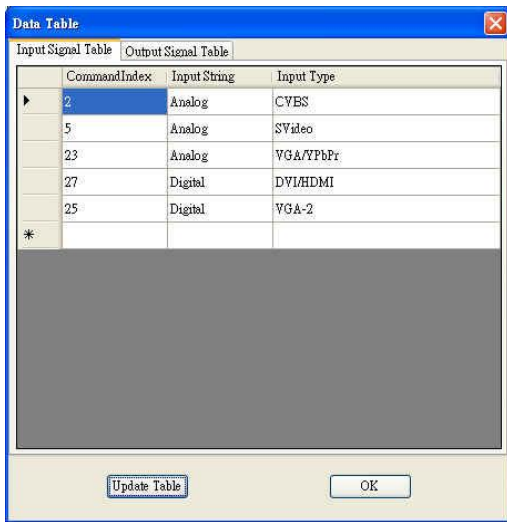 Data Table
Input Signal Table Output Signal Table
CommandIndex Input String Input Type
2 Analog CVBS
5 Analog SVideo
23 Analog VGA/YPbPr
27 Digital DVI/HDMI
25 Digital VGA-2
*
Update Table OK